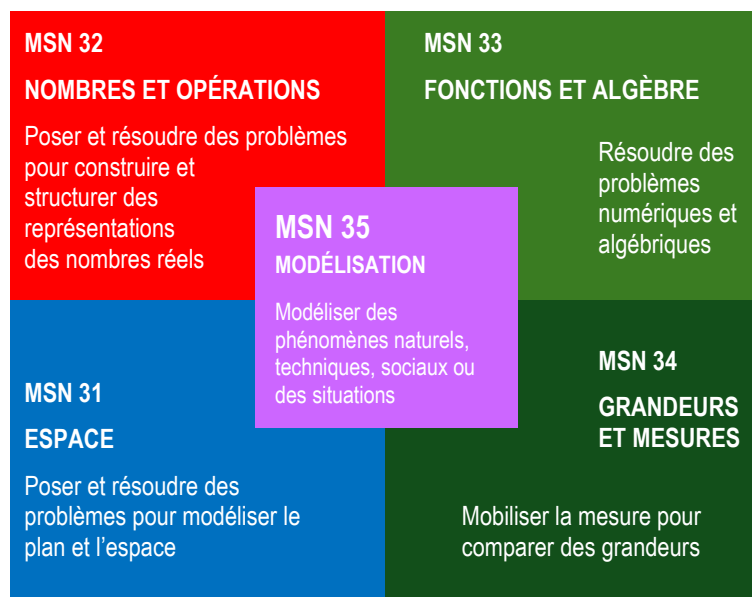 MSN 32
NOMBRES ET OPÉRATIONS
Poser et résoudre des problèmes
pour construire et
structurer des
représentations
des nombres réels
MSN 33
FONCTIONS ET ALGÈBRE
Résoudre des
problèmes
numériques et
algébriques
MSN 35
MODÉLISATION
Modéliser des
phénomènes naturels,
techniques, sociaux ou
des situations
MSN 31
ESPACE
Poser et résoudre des
problèmes pour modéliser le
plan et l’espace
MSN 34
GRANDEURS
ET MESURES
Mobiliser la mesure pour
comparer des grandeurs